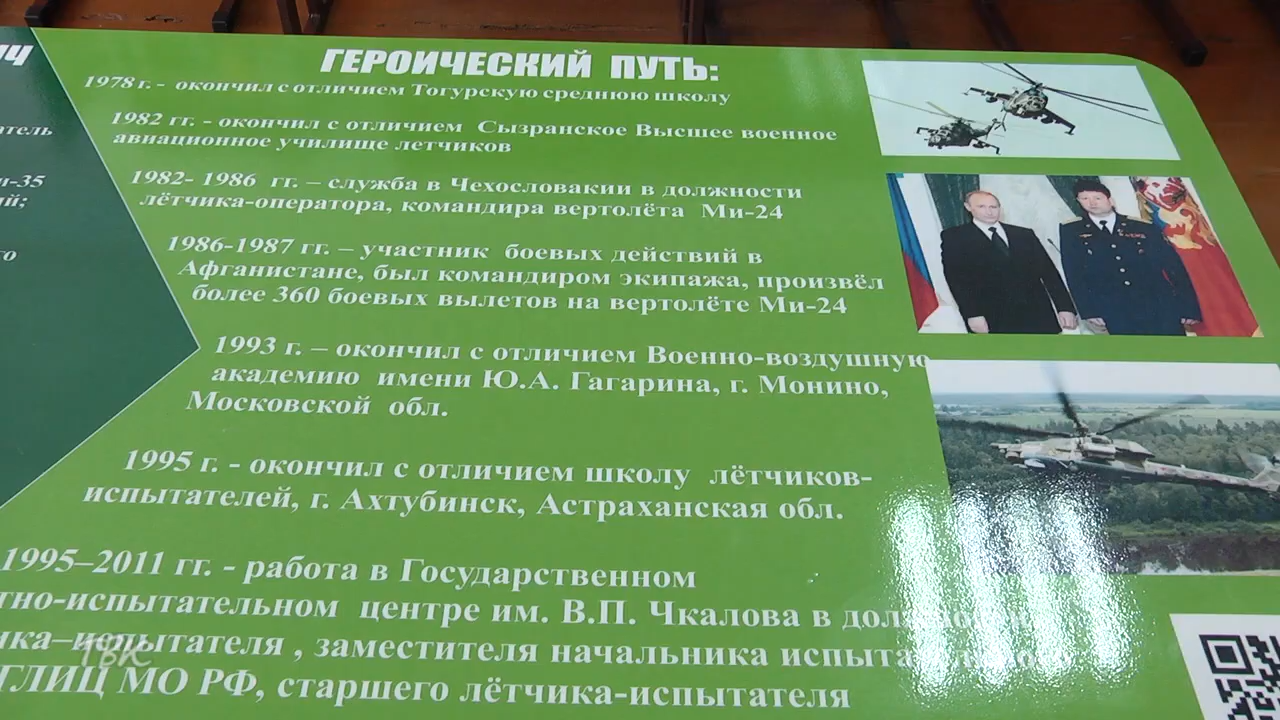 ГЕРОИЧЕСКИЙ ПУТЬ:
1978 г. - окончил с отличием Тогурскую среднюю школу
1982 гг. - окончил с отличием Сызранское Высшее военное
авиационное училище летчиков
1982- 1986 гг. – служба в Чехословакии в должности
лётчика-оператора, командира вертолёта Ми-24
1986-1987 гг. – участник боевых действий в
Афганистане, был командиром экипажа, произвёл
более 360 боевых вылетов на вертолёте Ми-24
1993 г. – окончил с отличием Военно-воздушную
академию имени Ю.А. Гагарина, г. Монино,
Московской обл.
1995 г. - окончил с отличием школу лётчиков-
испытателей, г. Ахтубинск, Астраханская обл.
1995–2011 гг. - работа в Государственном
тно-испытательном центре им. В.П. Чкалова в
ика–испытателя , заместителя начальника
ГЛИЦ МО РФ, старшего лётчика-испытателя
ТВК